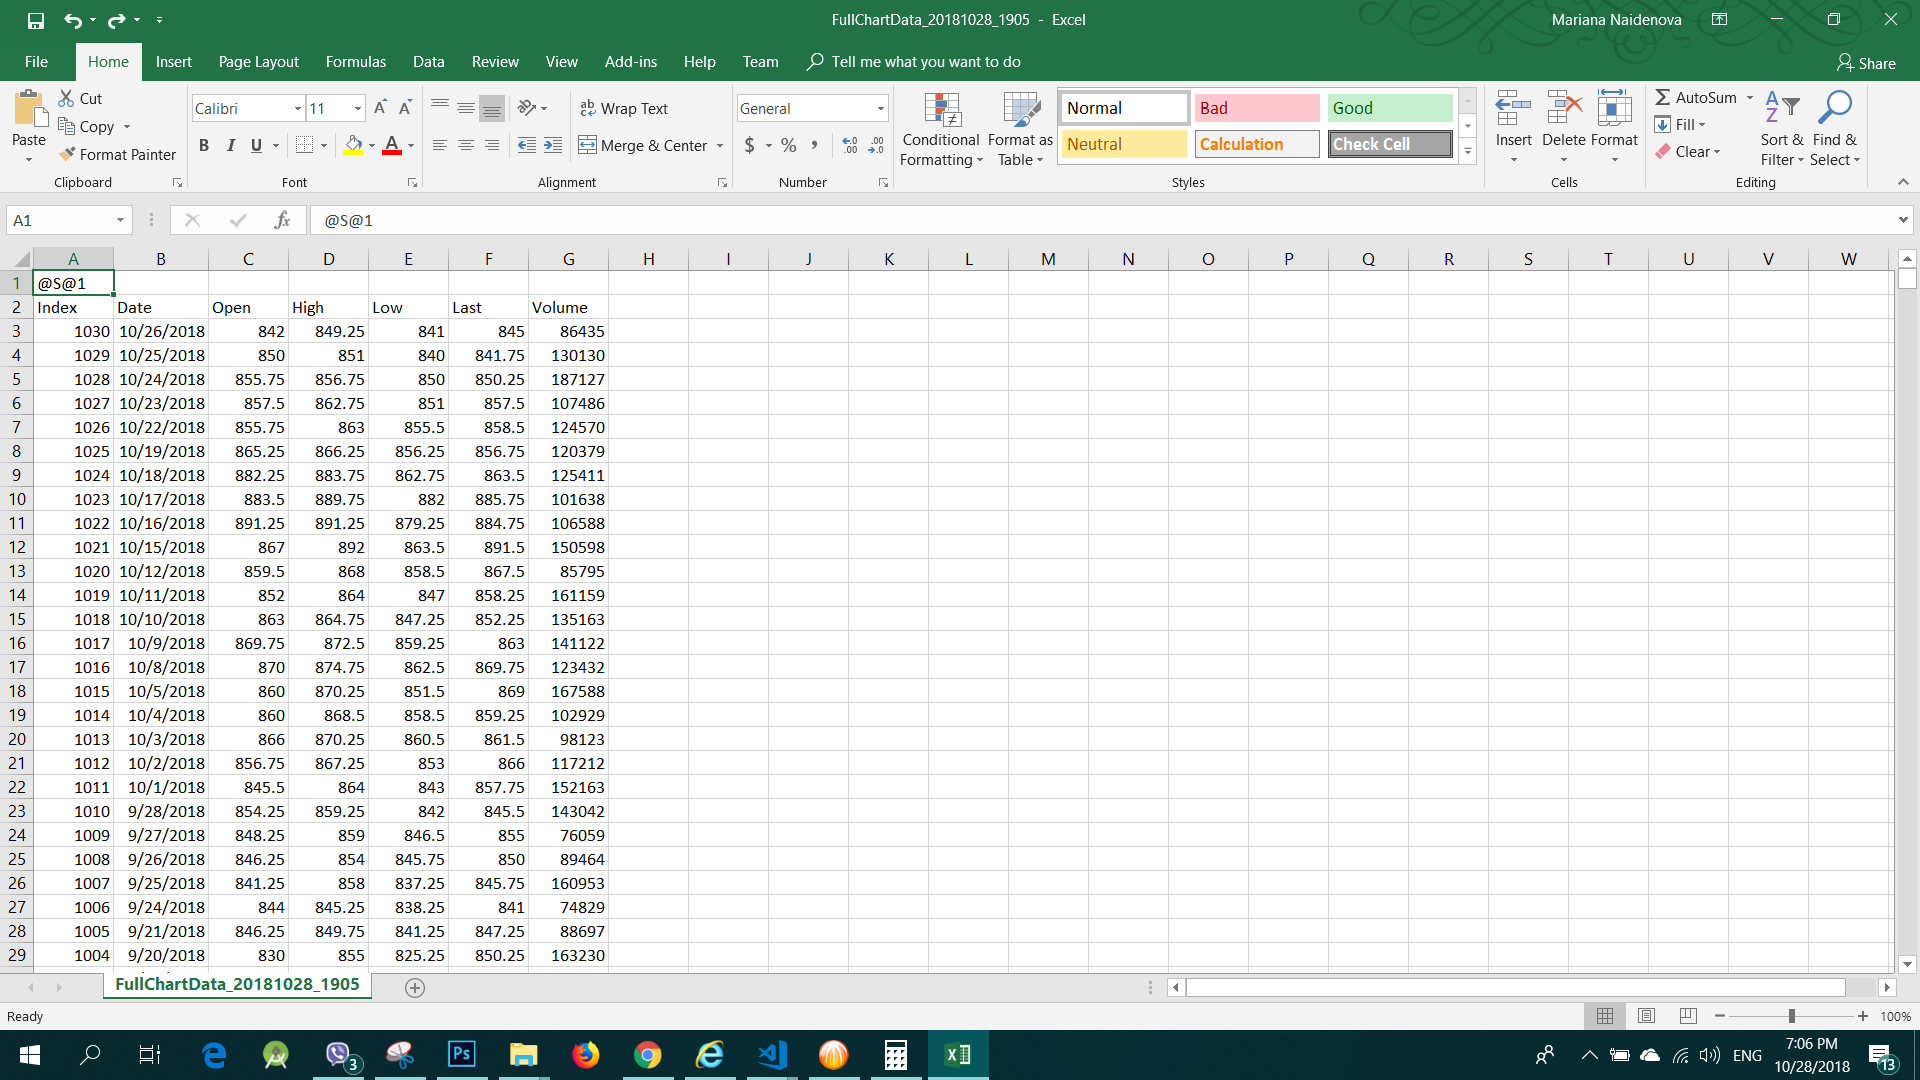 FullChartData_20181028_1905 - Excel
Mariana Naidenova
File Home Insert Page Layout Formulas Data Review View Add-ins Help Team Tell me what you want to do Share
Paste Cut Copy Format Painter Clipboard
Calibri 11 B I U A Font
ab Wrap Text Merge & Center Alignment
General $ % , Number
Conditional Formatting Format as Table
Normal Bad Good
Neutral Calculation Check Cell
Styles
Insert Delete Format Cells
AutoSum Fill Clear Sort & Filter Find & Select Editing
A1 fx @S@1
A B C D E F G H I J K L M N O P Q R S T U V W
1 @S@1
2 Index Date Open High Low Last Volume
3 1030 10/26/2018 842 849.25 841 845 86435
4 1029 10/25/2018 850 851 840 841.75 130130
5 1028 10/24/2018 855.75 856.75 850 850.25 187127
6 1027 10/23/2018 857.5 862.75 851 857.5 107486
7 1026 10/22/2018 855.75 863 855.5 858.5 124570
8 1025 10/19/2018 865.25 866.25 856.25 856.75 120379
9 1024 10/18/2018 882.25 883.75 862.75 863.5 125411
10 1023 10/17/2018 883.5 889.75 882 885.75 101638
11 1022 10/16/2018 891.25 891.25 879.25 884.75 106588
12 1021 10/15/2018 867 892 863.5 891.5 150598
13 1020 10/12/2018 859.5 868 858.5 867.5 85795
14 1019 10/11/2018 852 864 847 858.25 161159
15 1018 10/10/2018 863 864.75 847.25 852.25 135163
16 1017 10/9/2018 869.75 872.5 859.25 863 141122
17 1016 10/8/2018 870 874.75 862.5 869.75 123432
18 1015 10/5/2018 860 870.25 851.5 869 167588
19 1014 10/4/2018 860 868.5 858.5 859.25 102929
20 1013 10/3/2018 866 870.25 860.5 861.5 98123
21 1012 10/2/2018 856.75 867.25 853 866 117212
22 1011 10/1/2018 845.5 864 843 857.75 152163
23 1010 9/28/2018 854.25 859.25 842 845.5 143042
24 1009 9/27/2018 848.25 859 846.5 855 76059
25 1008 9/26/2018 846.25 854 845.75 850 89464
26 1007 9/25/2018 841.25 858 837.25 845.75 160953
27 1006 9/24/2018 844 845.25 838.25 841 74829
28 1005 9/21/2018 846.25 849.75 841.25 847.25 88697
29 1004 9/20/2018 830 855 825.25 850.25 163230
FullChartData_20181028_1905
Ready 100%
3 Ps ENG 7:06 PM
10/28/2018 13